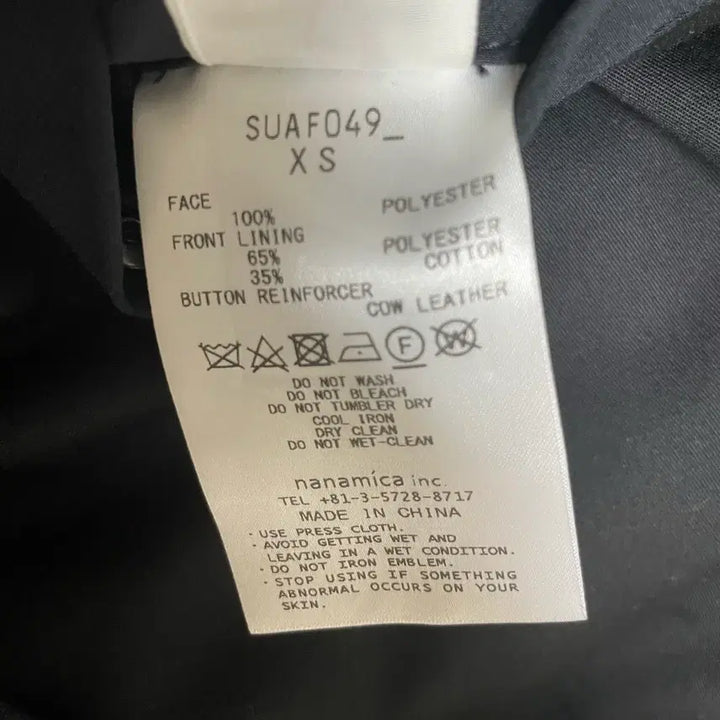 SUAF049_
XS
FACE
100% POLYESTER
FRONT LINING
65% POLYESTER
35% COTTON
BUTTON REINFORCER
COW LEATHER
F W
DO NOT WASH
DO NOT BLEACH
DO NOT TUMBLER DRY
COOL IRON
DRY CLEAN
DO NOT WET-CLEAN
nanamíca inc.
TEL +81-3-5728-8717
MADE IN CHINA
・USE PRESS CLOTH.
・AVOID GETTING WET AND
LEAVING IN A WET CONDITION.
・DO NOT IRON EMBLEM.
・STOP USING IF SOMETHING
ABNORMAL OCCURS ON YOUR
SKIN.